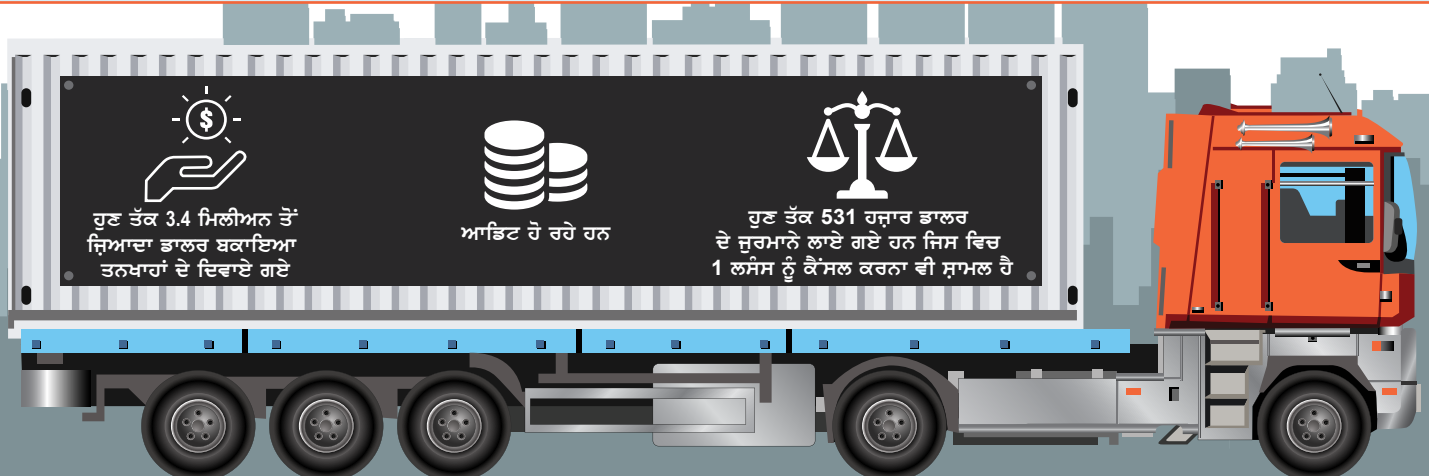 $
ਹੁਣ ਤੱਕ 3.4 ਮਿਲੀਅਨ ਤੋਂ
ਜ਼ਿਆਦਾ ਡਾਲਰ ਬਕਾਇਆ
ਤਨਖਾਹਾਂ ਦੇ ਦਿਵਾਏ ਗਏ
ਆਡਿਟ ਹੋ ਰਹੇ ਹਨ
ਹੁਣ ਤੱਕ 531 ਹਜ਼ਾਰ ਡਾਲਰ
ਦੇ ਜੁਰਮਾਨੇ ਲਾਏ ਗਏ ਹਨ ਜਿਸ ਵਿਚ
1 ਲਸੰਸ ਨੂੰ ਕੈਂਸਲ ਕਰਨਾ ਵੀ ਸ਼ਾਮਲ ਹੈ